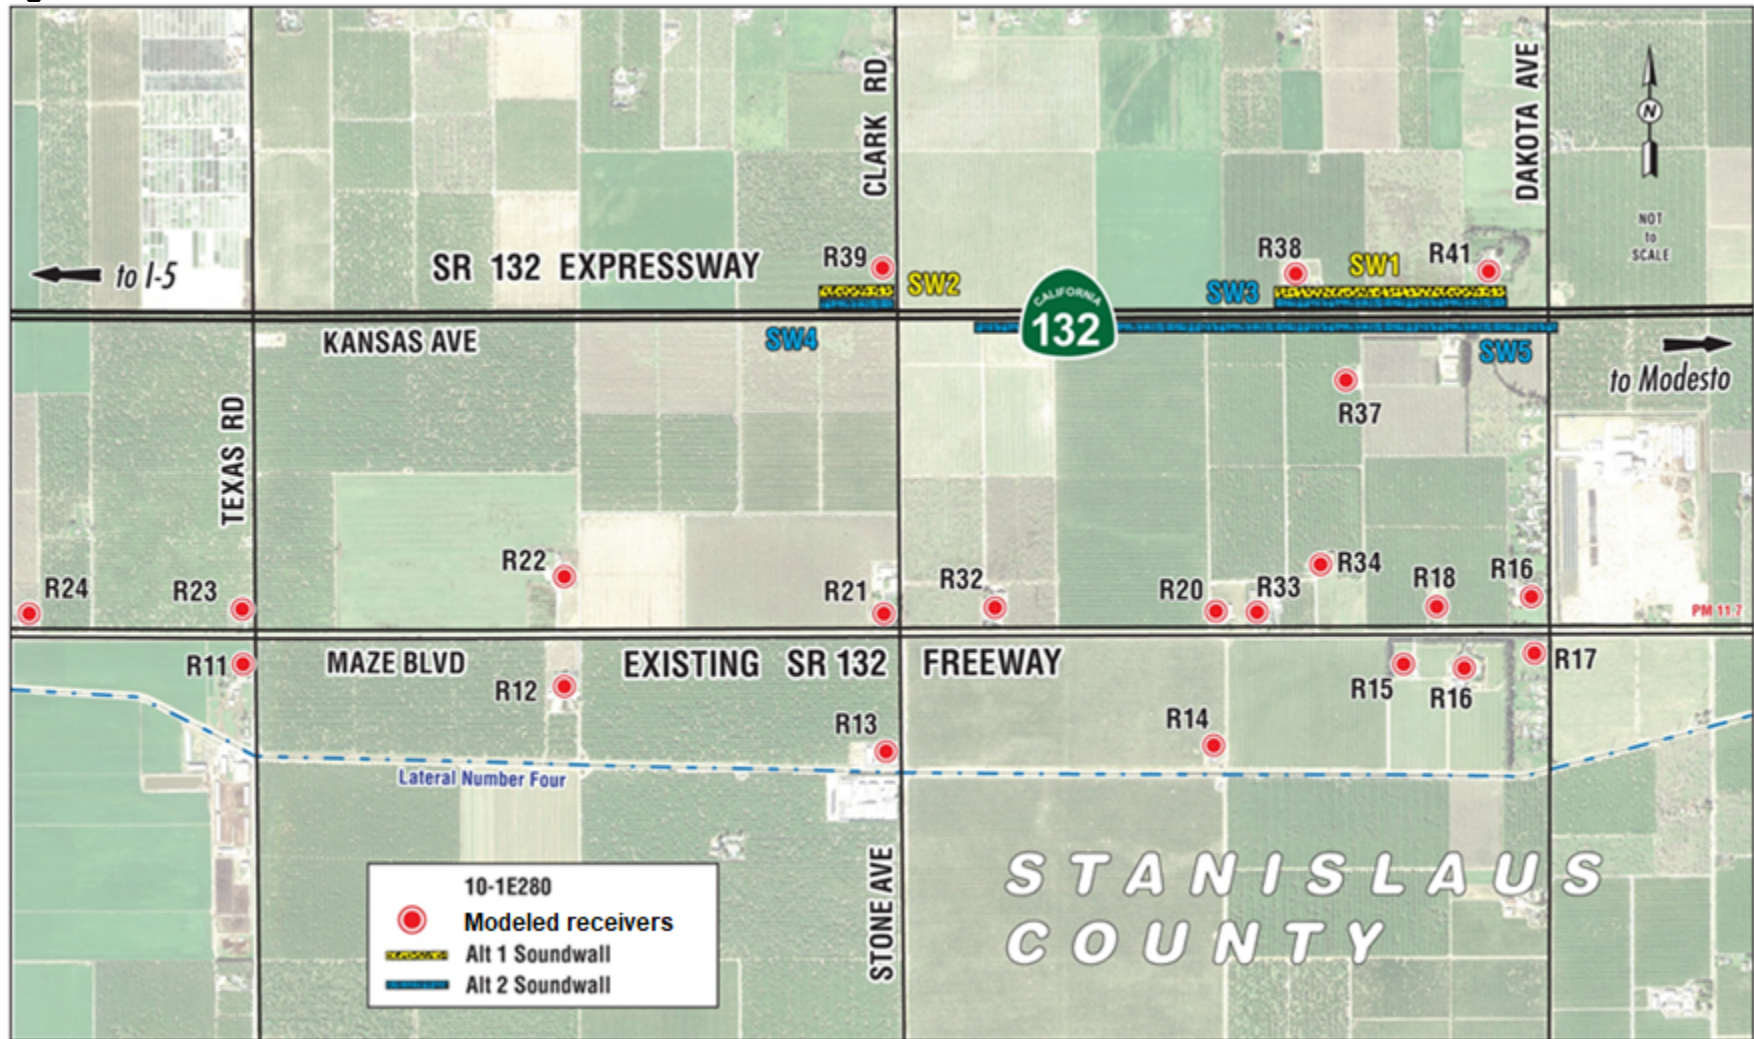 CLARK RD
DAKOTA AVE
N
NOT
to
SCALE
to I-5
SR 132 EXPRESSWAY
R39
SW2
R38
SW1
R41
SW3
CALIFORNIA
132
KANSAS AVE
SW4
SW5
to Modesto
TEXAS RD
R37
R24
R23
R22
R21
R32
R20
R33
R34
R18
R16
PM 11.7
R11
MAZE BLVD
EXISTING SR 132 FREEWAY
R12
R13
R14
R15
R16
R17
Lateral Number Four
STONE AVE
STANISLAUS
COUNTY
10-1E280
Modeled receivers
Alt 1 Soundwall
Alt 2 Soundwall